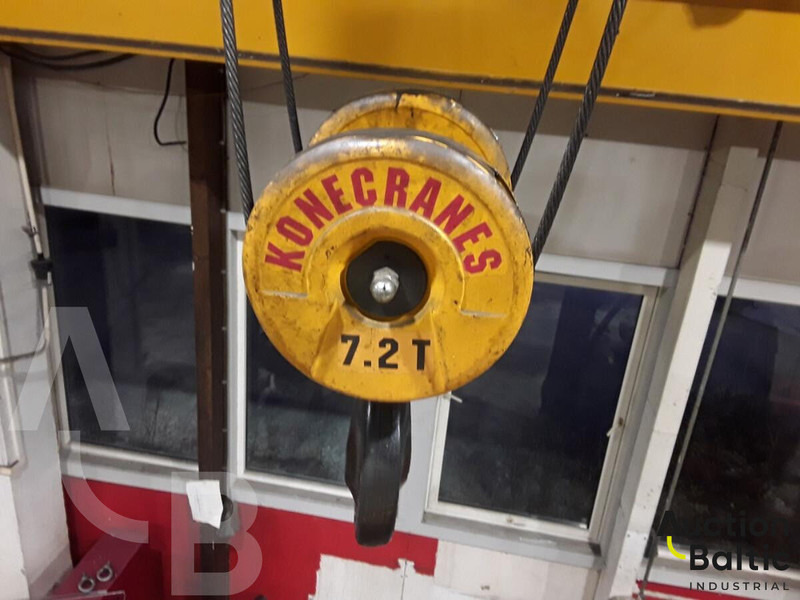 KONECRANES
7.2 T
A
B
Auction
Baltic
INDUSTRIAL